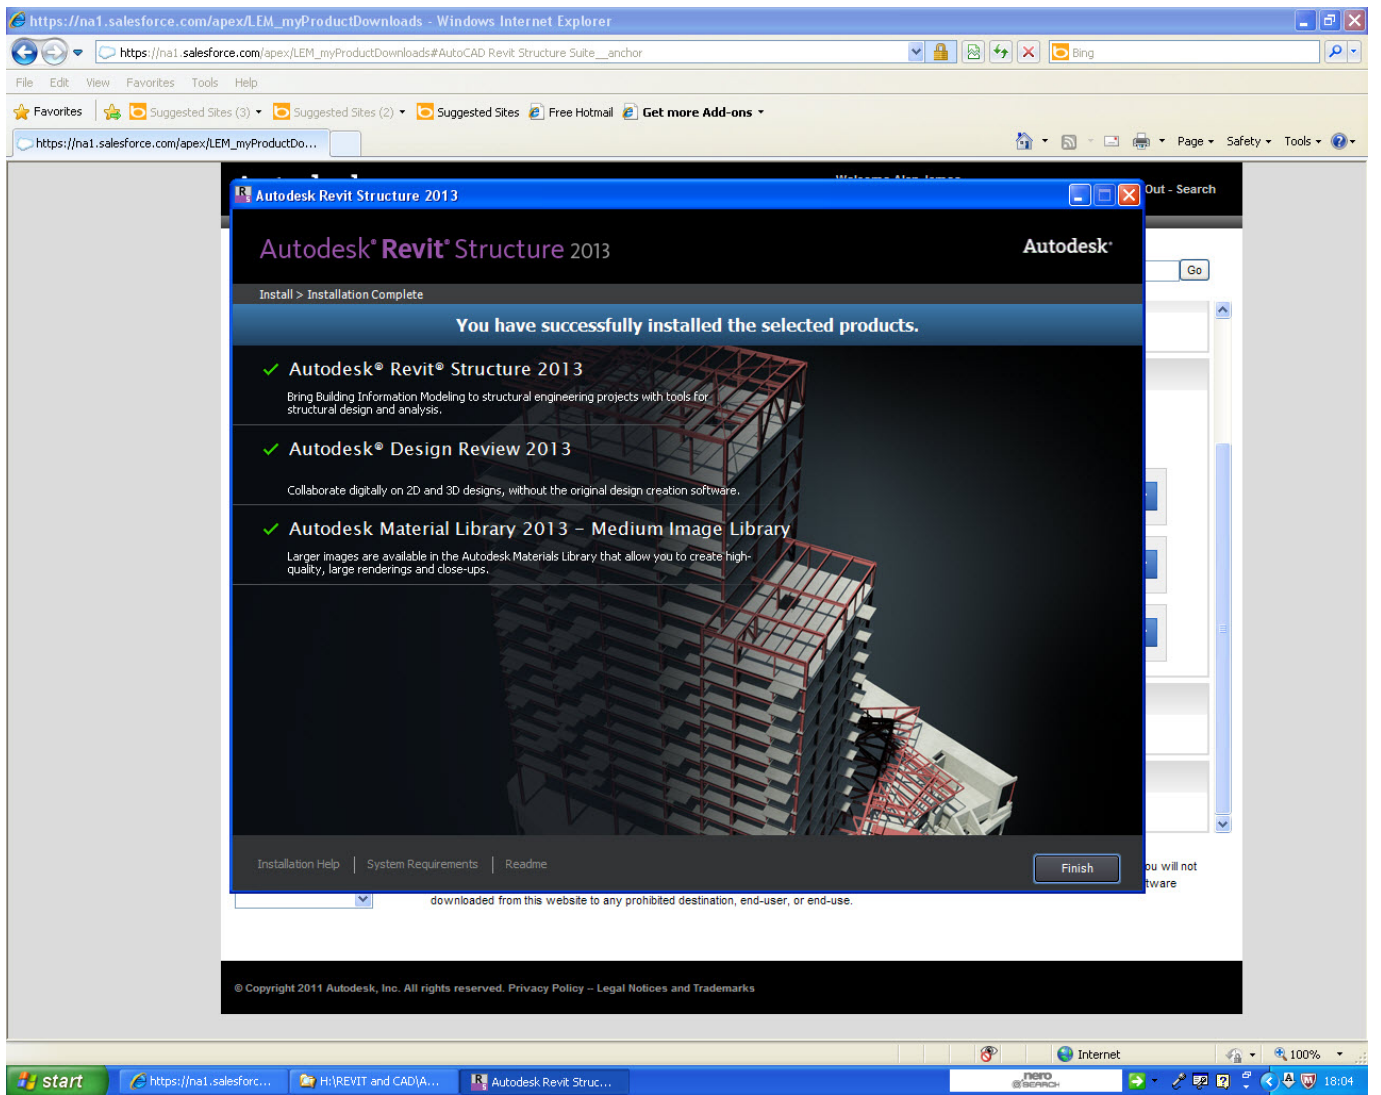 https://na1.salesforce.com/apex/LEM_myProductDownloads - Windows Internet Explorer
https://na1.salesforce.com/apex/LEM_myProductDownloads#AutoCAD Revit Structure Suite__anchor
Bing
File Edit View Favorites Tools Help
Favorites Suggested Sites (3) Suggested Sites (2) Suggested Sites Free Hotmail Get more Add-ons
https://na1.salesforce.com/apex/LEM_myProductDo...
Page Safety Tools
Out - Search
Autodesk Revit Structure 2013
Autodesk® Revit® Structure 2013
Autodesk®
Go
Install > Installation Complete
You have successfully installed the selected products.
Autodesk® Revit® Structure 2013
Bring Building Information Modeling to structural engineering projects with tools for
structural design and analysis.
Autodesk® Design Review 2013
Collaborate digitally on 2D and 3D designs, without the original design creation software.
Autodesk Material Library 2013 - Medium Image Library
Larger images are available in the Autodesk Materials Library that allow you to create high-
quality, large renderings and close-ups.
Installation Help | System Requirements | Readme
Finish
ou will not
tware
downloaded from this website to any prohibited destination, end-user, or end-use.
© Copyright 2011 Autodesk, Inc. All rights reserved. Privacy Policy – Legal Notices and Trademarks
Internet
100%
start
https://na1.salesforc...
H:\REVIT and CAD\A...
Autodesk Revit Struc...
nero
SEARCH
18:04